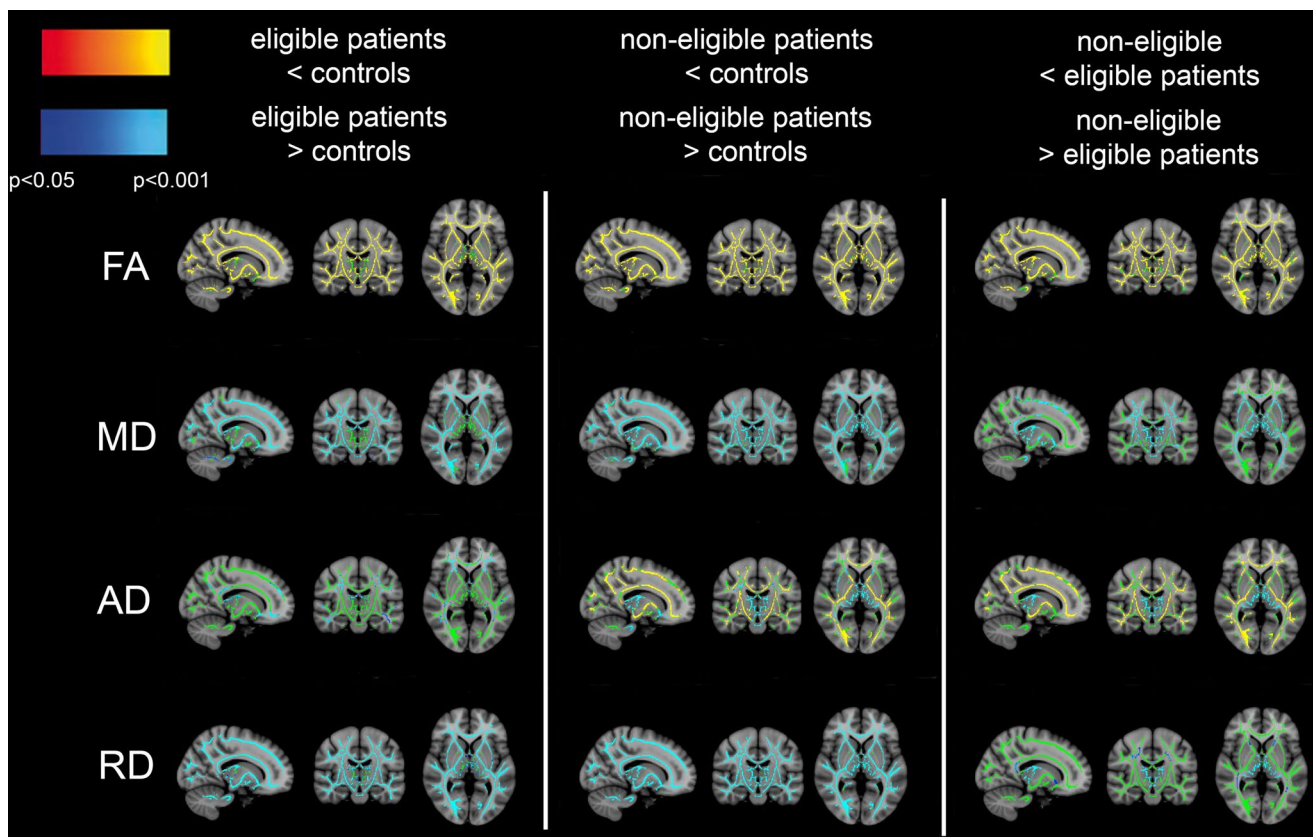 eligible patients
< controls
non-eligible patients
< controls
non-eligible
< eligible patients
eligible patients
> controls
non-eligible patients
> controls
non-eligible
> eligible patients
p<0.05
p<0.001
FA
MD
AD
RD